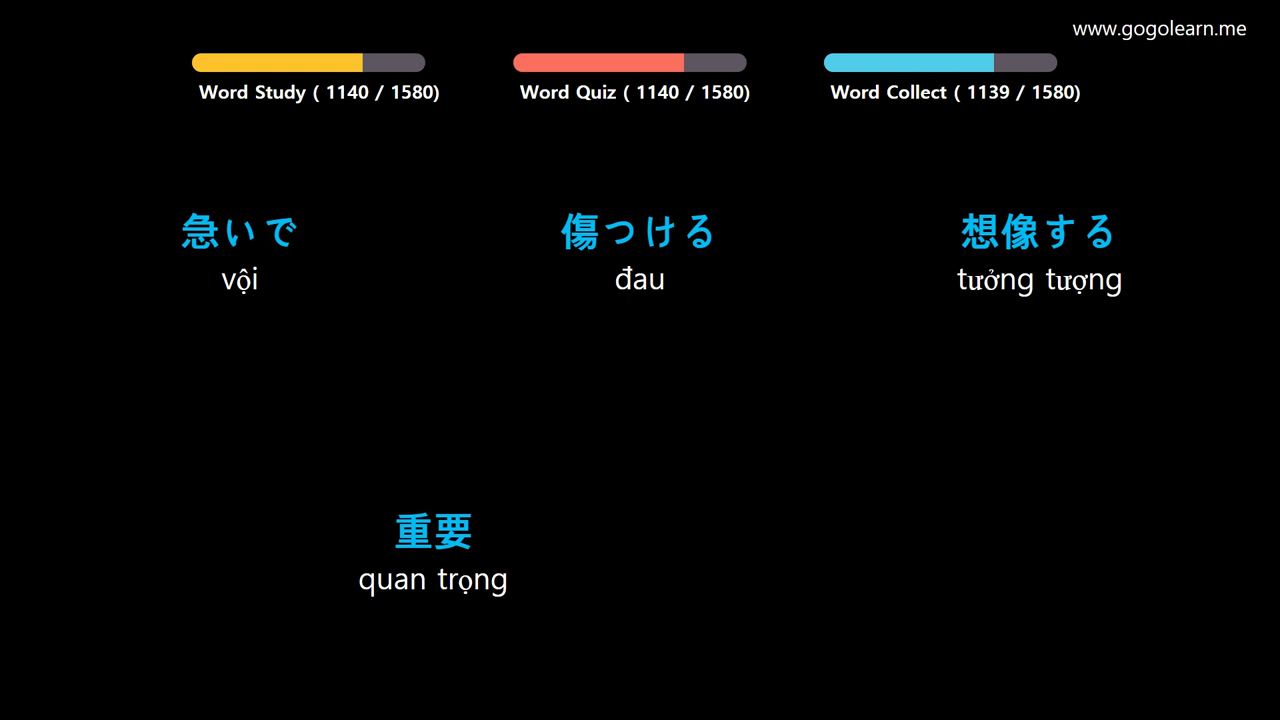 www.gogolearn.me
Word Study ( 1140 / 1580)
Word Quiz ( 1140 / 1580)
Word Collect ( 1139 / 1580)
急いで
vội
傷つける
đau
想像する
tưởng tượng
重要
quan trọng